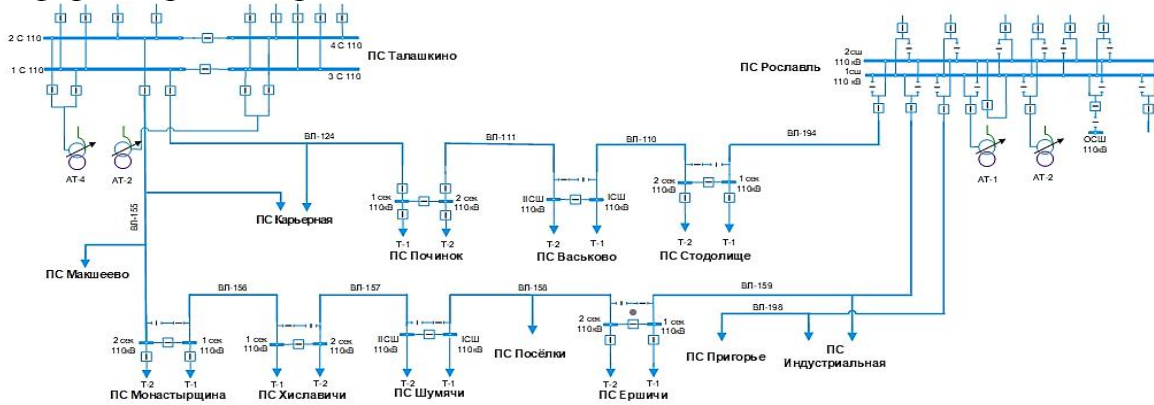 2 С 110
4 С 110
ПС Талашкино
1 С 110
3 С 110
ПС Рославль
2сш
110 кВ
1сш
110 кВ
АТ-4
АТ-2
АТ-1
АТ-2
ОСШ
110кВ
ВЛ-124
ВЛ-111
ВЛ-110
ВЛ-194
ВЛ-155
ПС Карьерная
1 сек
110кВ
2 сек
110кВ
IIСШ
110кВ
IСШ
110кВ
2 сек
110кВ
1 сек
110кВ
Т-1
Т-2
ПС Починок
Т-2
Т-1
ПС Васьково
Т-2
Т-1
ПС Стодолище
ПС Макшеево
ВЛ-156
ВЛ-157
ВЛ-158
ВЛ-159
ВЛ-198
2 сек
110кВ
1 сек
110кВ
1 сек
110кВ
2 сек
110кВ
IIСШ
110кВ
IСШ
110кВ
ПС Посёлки
2 сек
110кВ
1 сек
110кВ
ПС Пригорье
ПС
Индустриальная
Т-2
Т-1
ПС Монастырщина
Т-1
Т-2
ПС Хиславичи
Т-2
Т-1
ПС Шумячи
Т-2
Т-1
ПС Ершичи